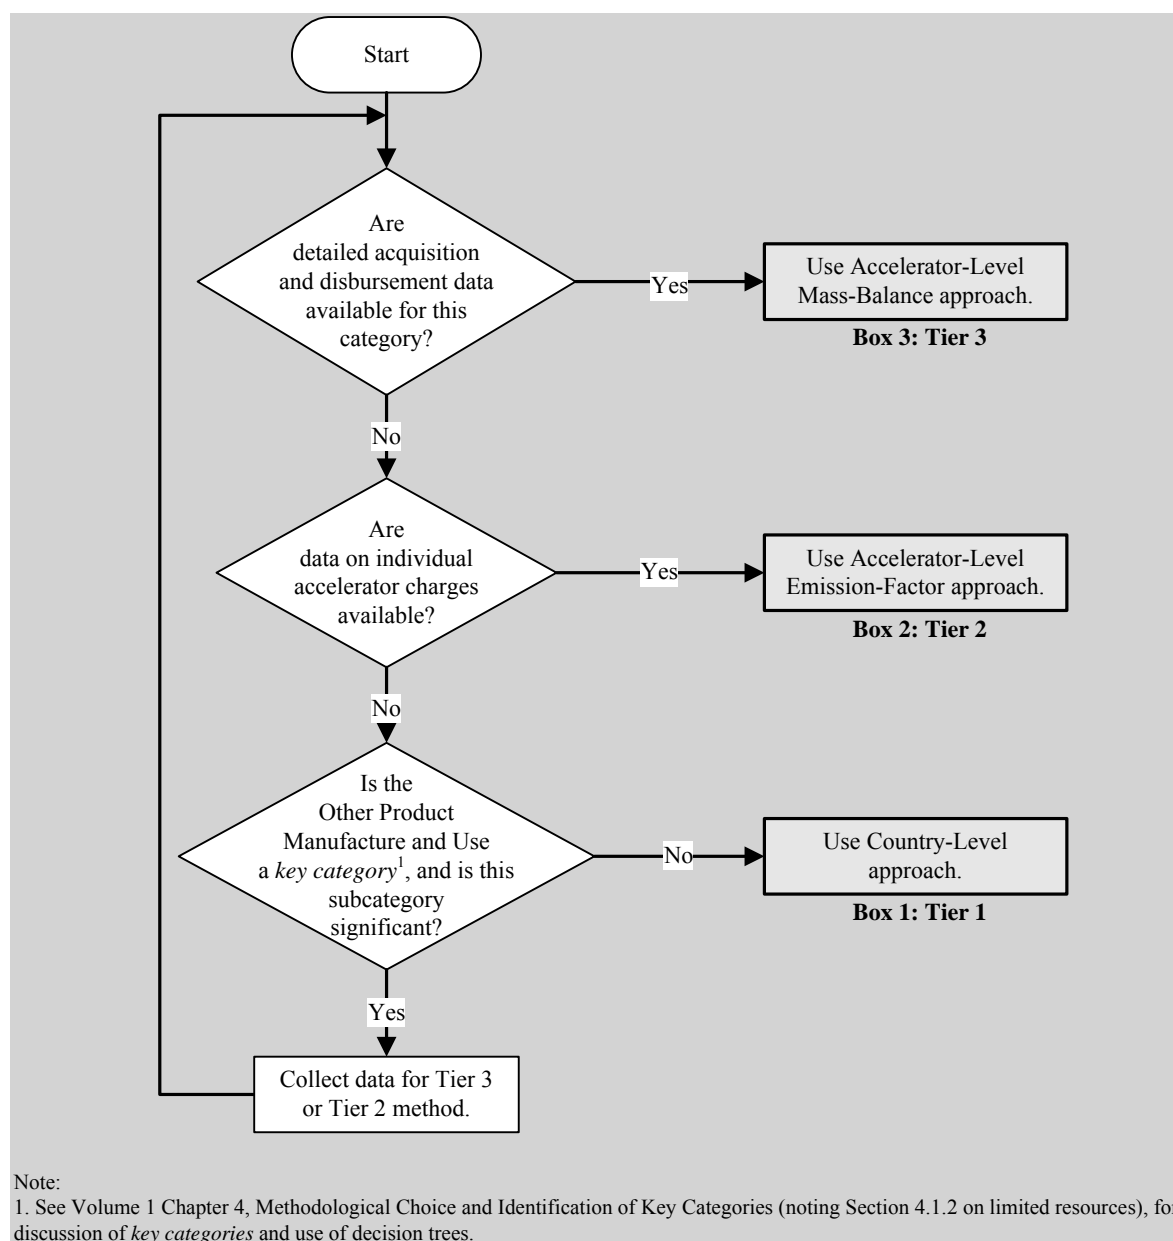 Start
Are
detailed acquisition
and disbursement data
available for this
category?
Yes
Use Accelerator-Level
Mass-Balance approach.
Box 3: Tier 3
No
Are
data on individual
accelerator charges
available?
Yes
Use Accelerator-Level
Emission-Factor approach.
Box 2: Tier 2
No
Is the
Other Product
Manufacture and Use
a key category1, and is this
subcategory
significant?
No
Use Country-Level
approach.
Box 1: Tier 1
Yes
Collect data for Tier 3
or Tier 2 method.
Note:
1. See Volume 1 Chapter 4, Methodological Choice and Identification of Key Categories (noting Section 4.1.2 on limited resources), for
discussion of key categories and use of decision trees.